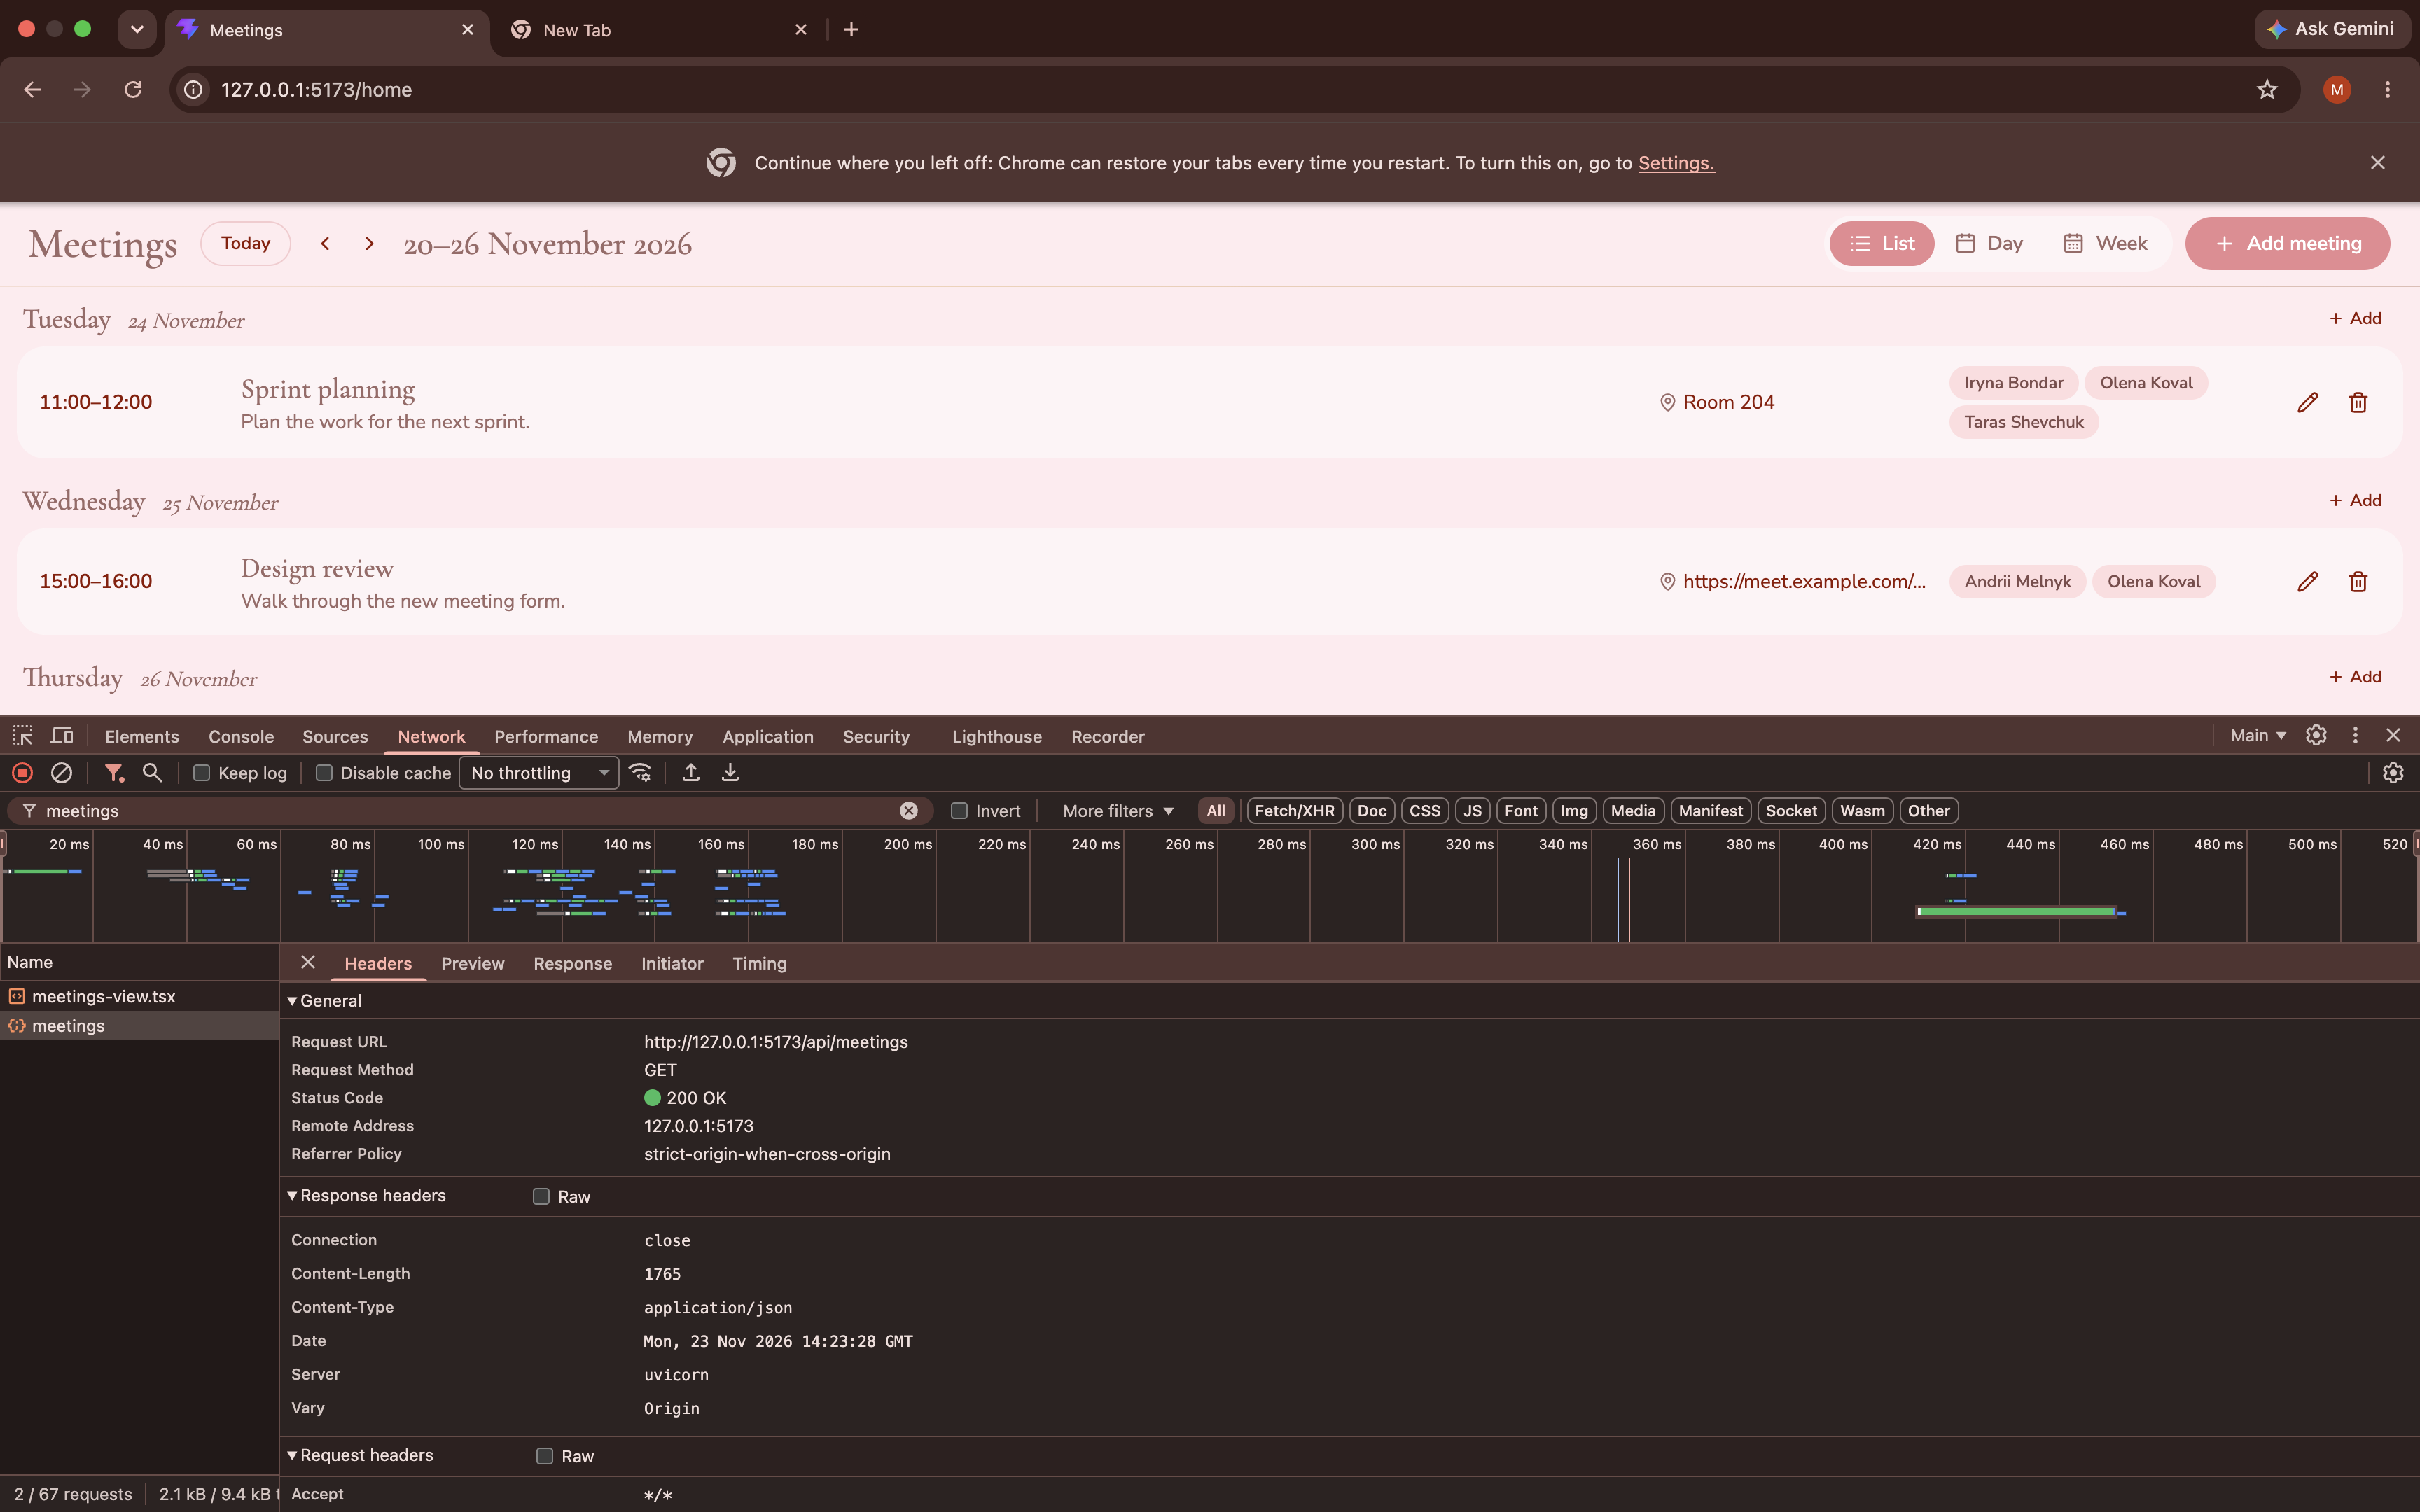 Meetings
New Tab
Ask Gemini
127.0.0.1:5173/home
M
Continue where you left off: Chrome can restore your tabs every time you restart. To turn this on, go to Settings.
Meetings Today 20–26 November 2026 List Day Week + Add meeting
Tuesday 24 November + Add
11:00–12:00 Sprint planning Room 204 Iryna Bondar Olena Koval
Plan the work for the next sprint. Taras Shevchuk
Wednesday 25 November + Add
15:00–16:00 Design review https://meet.example.com/... Andrii Melnyk Olena Koval
Walk through the new meeting form.
Thursday 26 November + Add
Elements Console Sources Network Performance Memory Application Security Lighthouse Recorder Main
Keep log Disable cache No throttling
meetings Invert More filters All Fetch/XHR Doc CSS JS Font Img Media Manifest Socket Wasm Other
20 ms 40 ms 60 ms 80 ms 100 ms 120 ms 140 ms 160 ms 180 ms 200 ms 220 ms 240 ms 260 ms 280 ms 300 ms 320 ms 340 ms 360 ms 380 ms 400 ms 420 ms 440 ms 460 ms 480 ms 500 ms 520
Name Headers Preview Response Initiator Timing
meetings-view.tsx
meetings
General
Request URL http://127.0.0.1:5173/api/meetings
Request Method GET
Status Code 200 OK
Remote Address 127.0.0.1:5173
Referrer Policy strict-origin-when-cross-origin
Response headers Raw
Connection close
Content-Length 1765
Content-Type application/json
Date Mon, 23 Nov 2026 14:23:28 GMT
Server uvicorn
Vary Origin
Request headers Raw
Accept */*
2 / 67 requests 2.1 kB / 9.4 kB